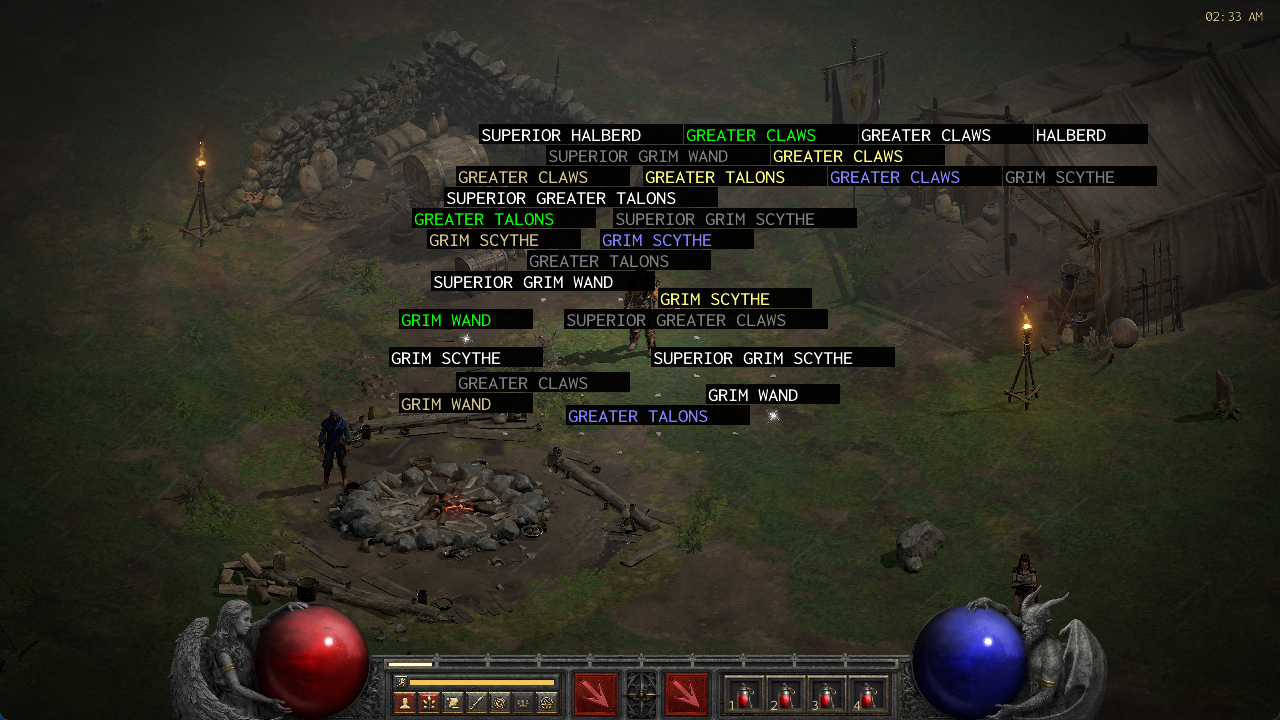 02:33 AM
SUPERIOR HALBERD GREATER CLAWS GREATER CLAWS HALBERD
SUPERIOR GRIM WAND GREATER CLAWS
GREATER CLAWS GREATER TALONS GREATER CLAWS GRIM SCYTHE
SUPERIOR GREATER TALONS
GREATER TALONS SUPERIOR GRIM SCYTHE
GRIM SCYTHE GRIM SCYTHE
GREATER TALONS
SUPERIOR GRIM WAND
GRIM SCYTHE
GRIM WAND SUPERIOR GREATER CLAWS
GRIM SCYTHE SUPERIOR GRIM SCYTHE
GREATER CLAWS
GRIM WAND
GRIM WAND
GREATER TALONS
1 2 3 4